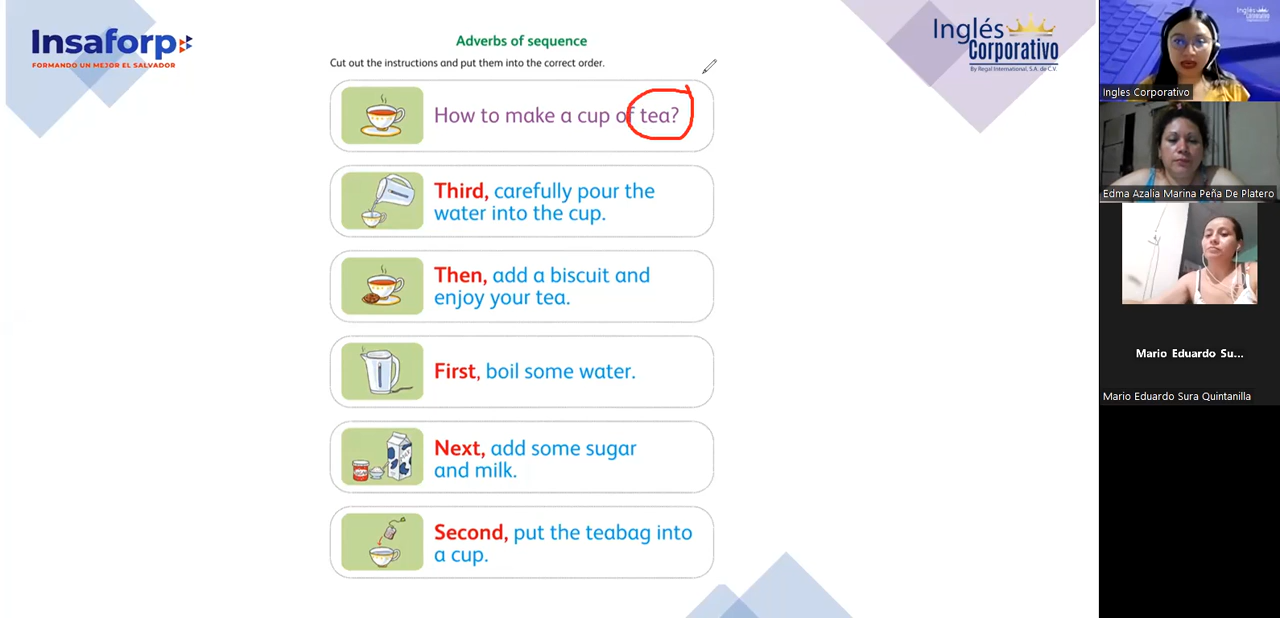 Insaforp
FORMANDO UN MEJOR EL SALVADOR
Inglés
Corporativo
By Regal International, S.A. de C.V.
Adverbs of sequence
Cut out the instructions and put them into the correct order.
How to make a cup of tea?
Third, carefully pour the
water into the cup.
Then, add a biscuit and
enjoy your tea.
First, boil some water.
Next, add some sugar
and milk.
Second, put the teabag into
a cup.
Inglés
Corporativo
Ingles Corporativo
Edma Azalia Marina Peña De Platero
Mario Eduardo Su...
Mario Eduardo Sura Quintanilla